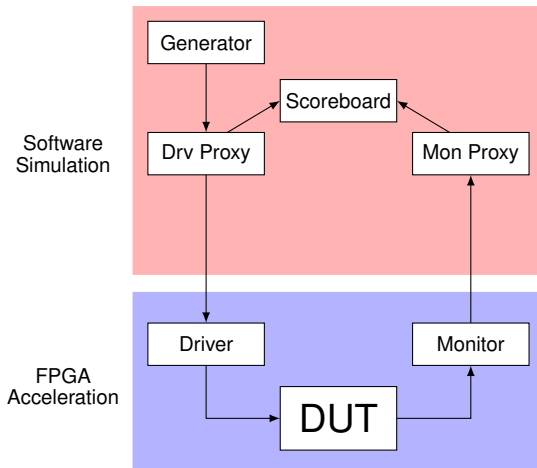 Generator
Scoreboard
Software
Simulation
Drv Proxy
Mon Proxy
Driver
Monitor
FPGA
Acceleration
DUT